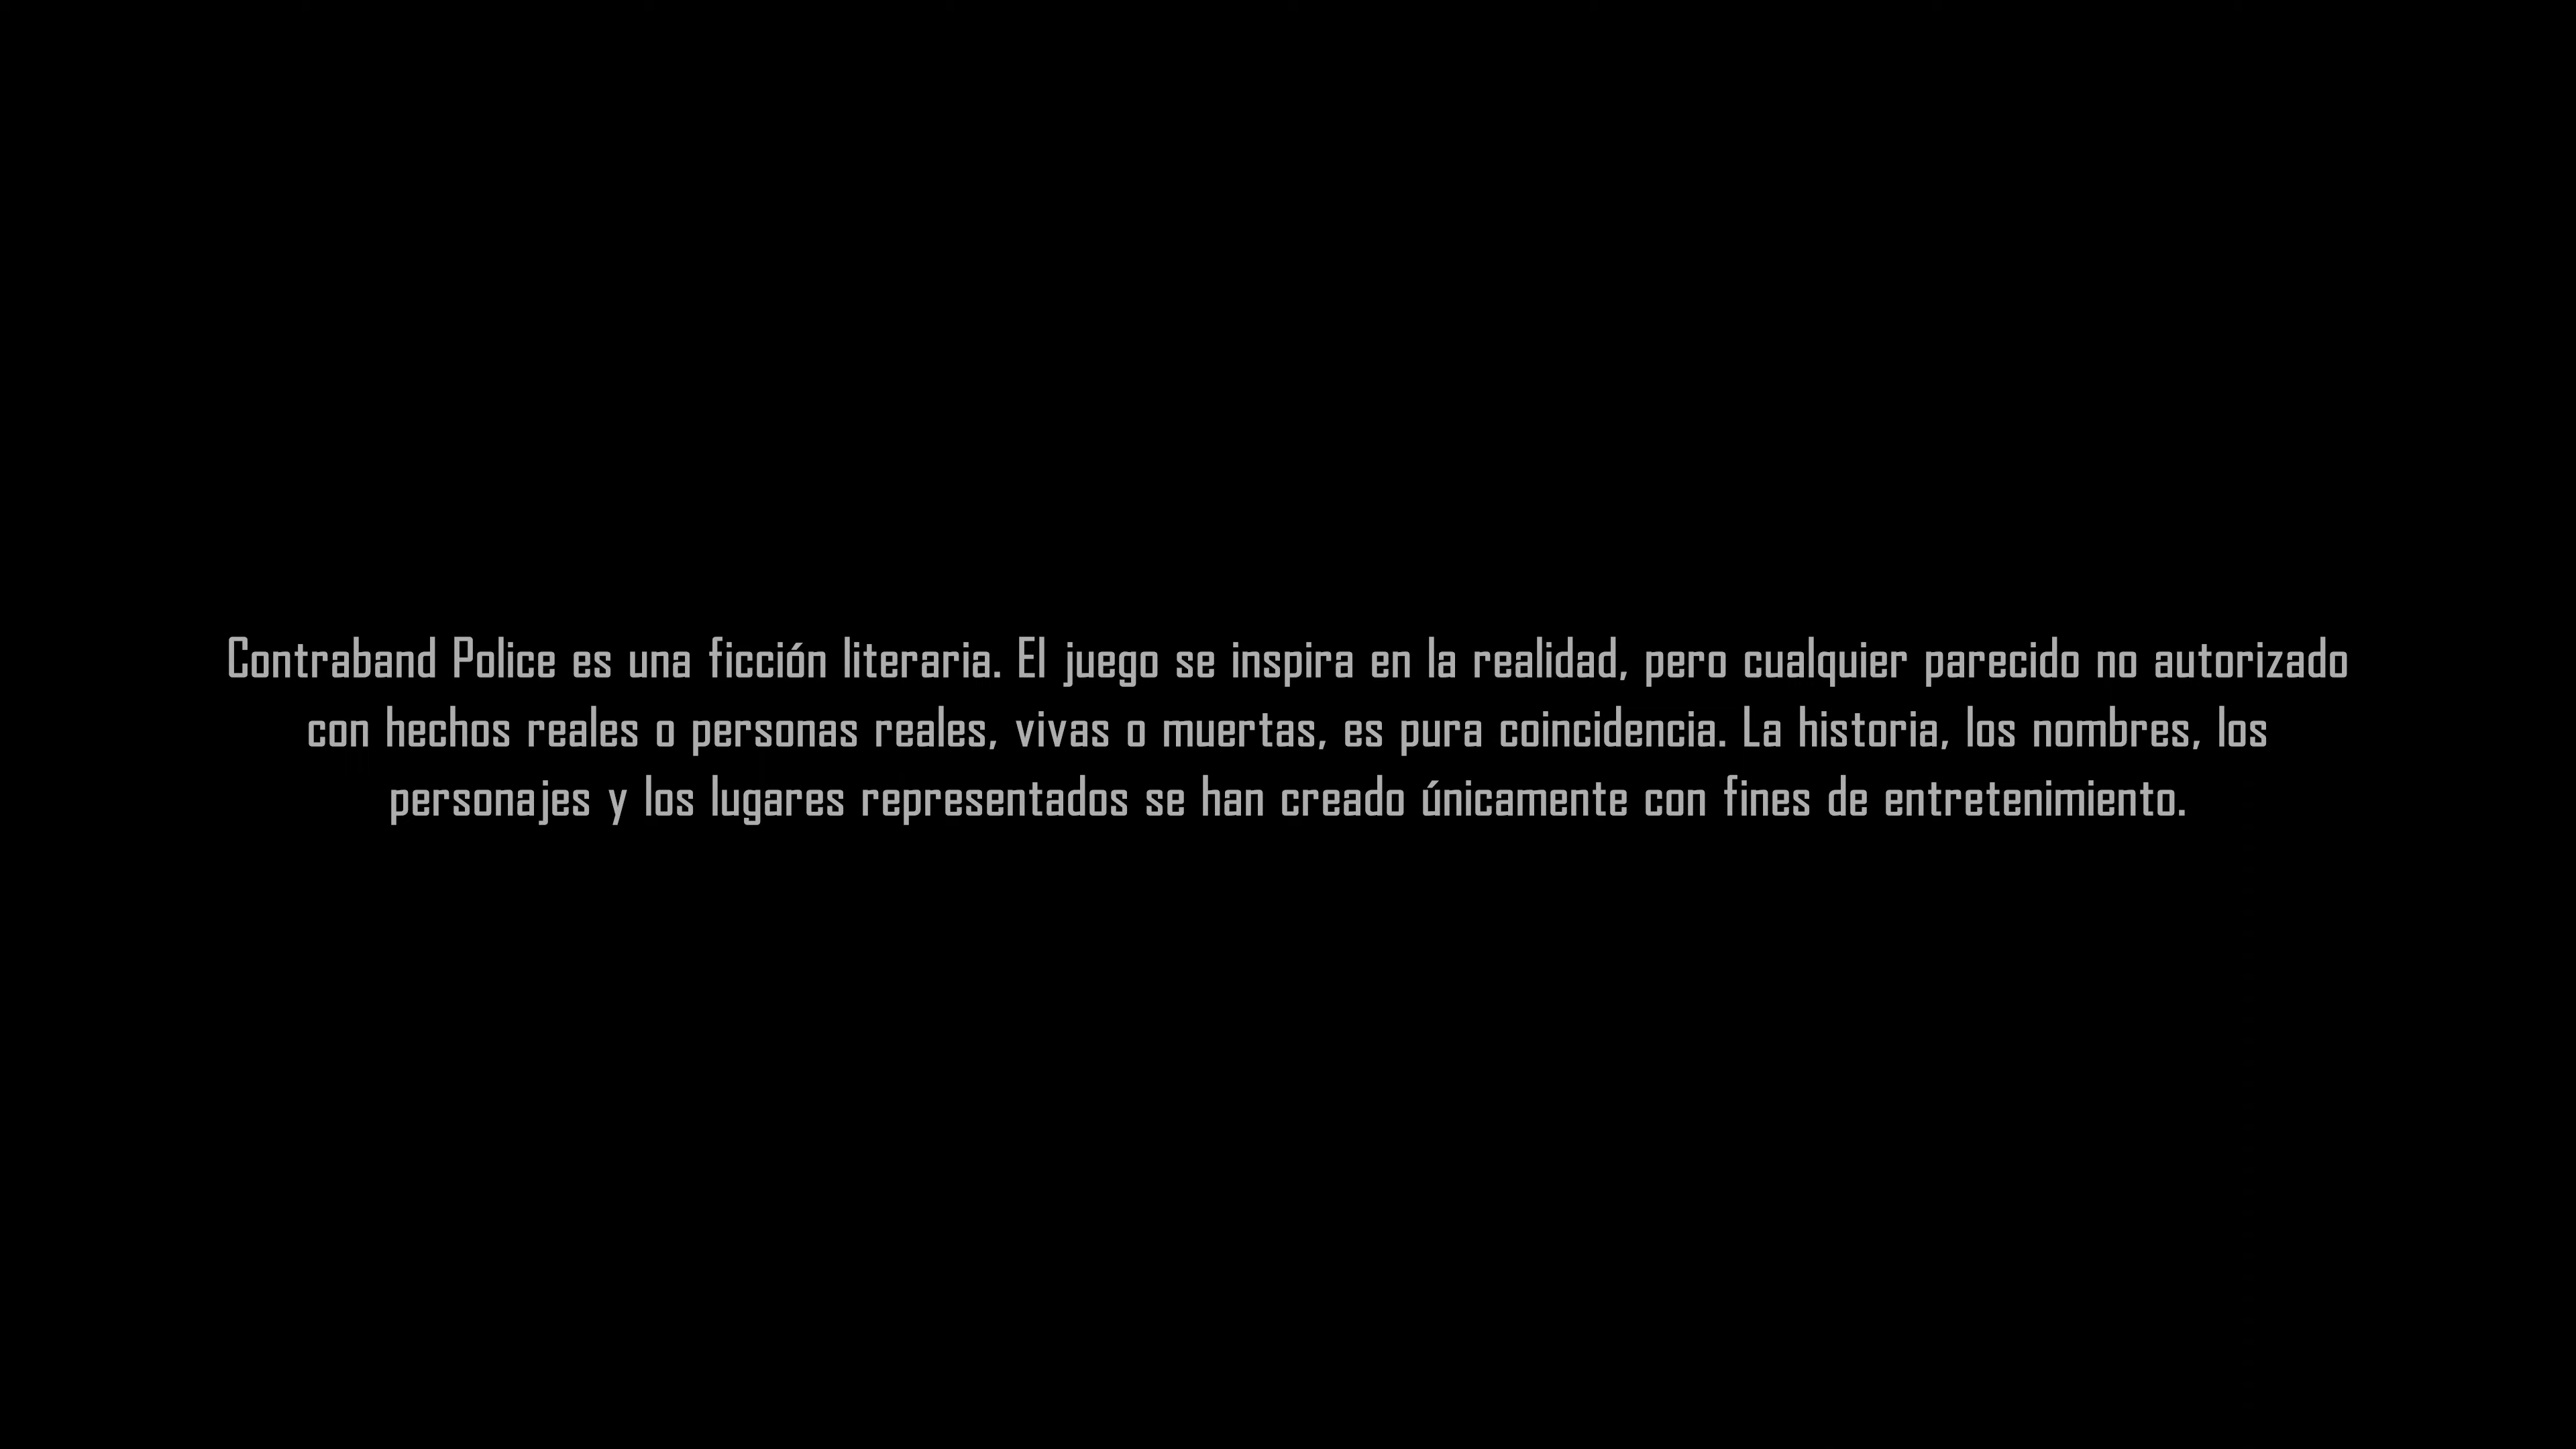 Contraband Police es una ficción literaria. El juego se inspira en la realidad, pero cualquier parecido no autorizado
con hechos reales o personas reales, vivas o muertas, es pura coincidencia. La historia, los nombres, los
personajes y los lugares representados se han creado únicamente con fines de entretenimiento.